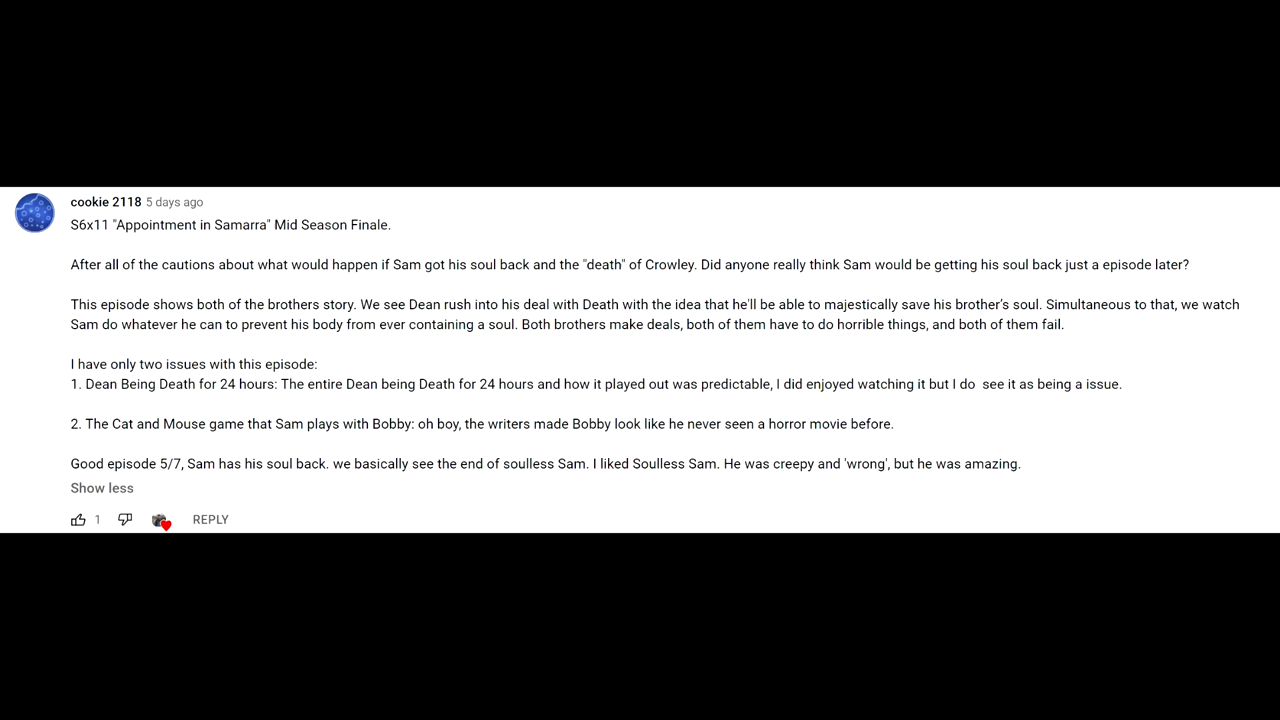 cookie 2118 5 days ago
S6x11 "Appointment in Samarra" Mid Season Finale.
After all of the cautions about what would happen if Sam got his soul back and the "death" of Crowley. Did anyone really think Sam would be getting his soul back just a episode later?
This episode shows both of the brothers story. We see Dean rush into his deal with Death with the idea that he'll be able to majestically save his brother’s soul. Simultaneous to that, we watch
Sam do whatever he can to prevent his body from ever containing a soul. Both brothers make deals, both of them have to do horrible things, and both of them fail.
I have only two issues with this episode:
1. Dean Being Death for 24 hours: The entire Dean being Death for 24 hours and how it played out was predictable, I did enjoyed watching it but I do  see it as being a issue.
2. The Cat and Mouse game that Sam plays with Bobby: oh boy, the writers made Bobby look like he never seen a horror movie before.
Good episode 5/7, Sam has his soul back. we basically see the end of soulless Sam. I liked Soulless Sam. He was creepy and 'wrong', but he was amazing.
Show less
1 REPLY